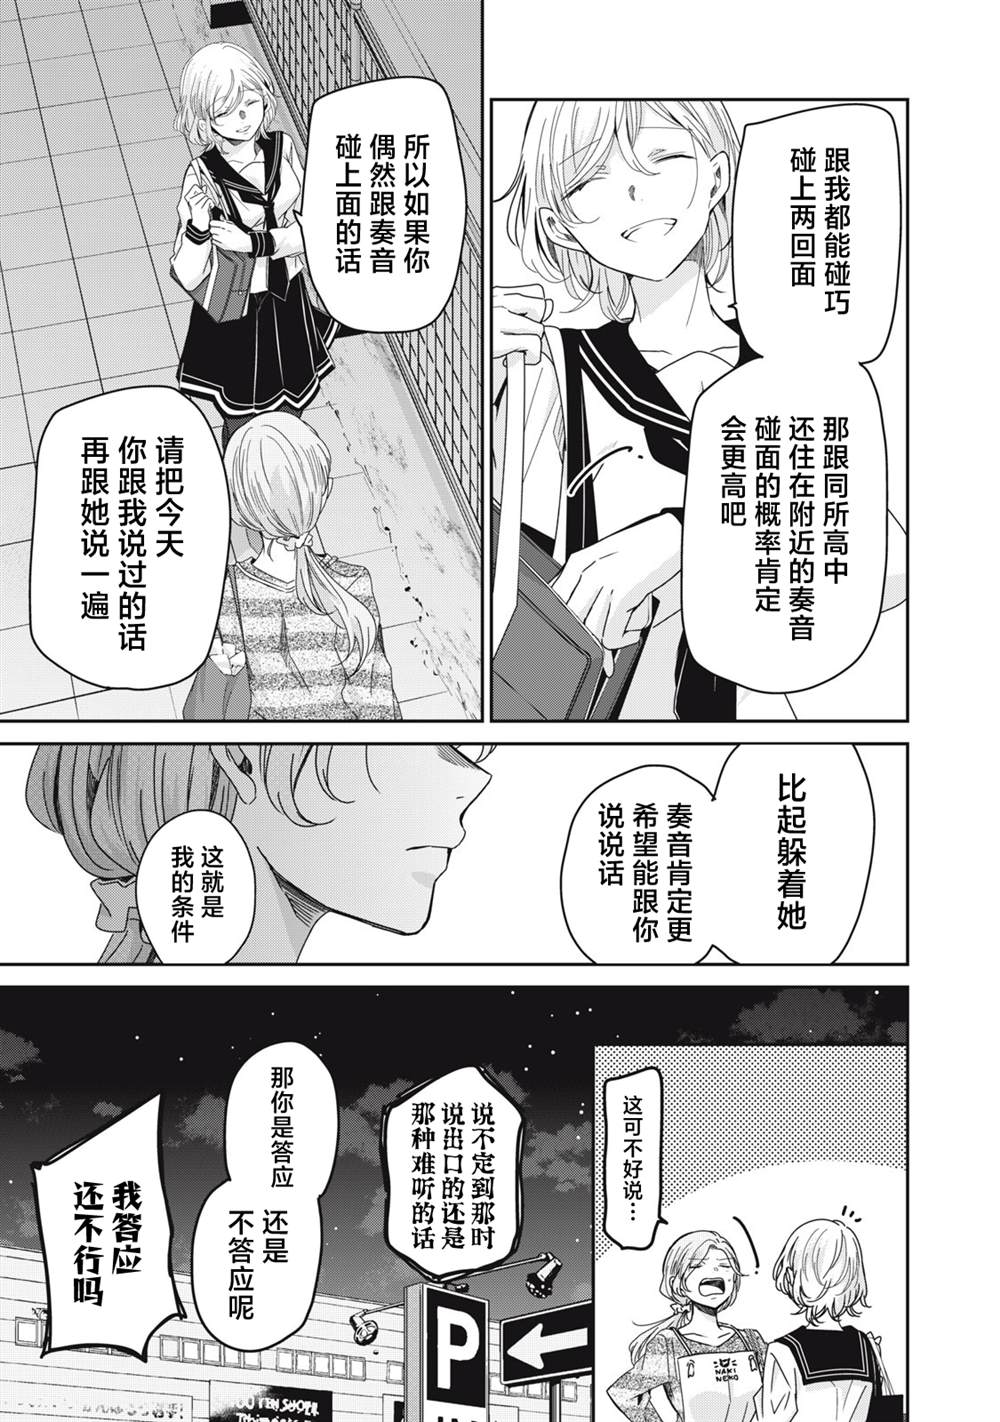 跟我都能碰巧
碰上两回面
那跟同所高中
还住在附近的奏音
碰面的概率肯定
会更高吧
所以如果你
偶然跟奏音
碰上面的话
请把今天
你跟我说过的话
再跟她说一遍
比起躲着她
奏音肯定更
希望能跟你
说说话
这就是
我的条件
这可不好说…
说不定到那时
说出口的还是
那种难听的话
那你是答应
还是
不答应呢
我答应
还不行吗
P
NAKI
NEKO